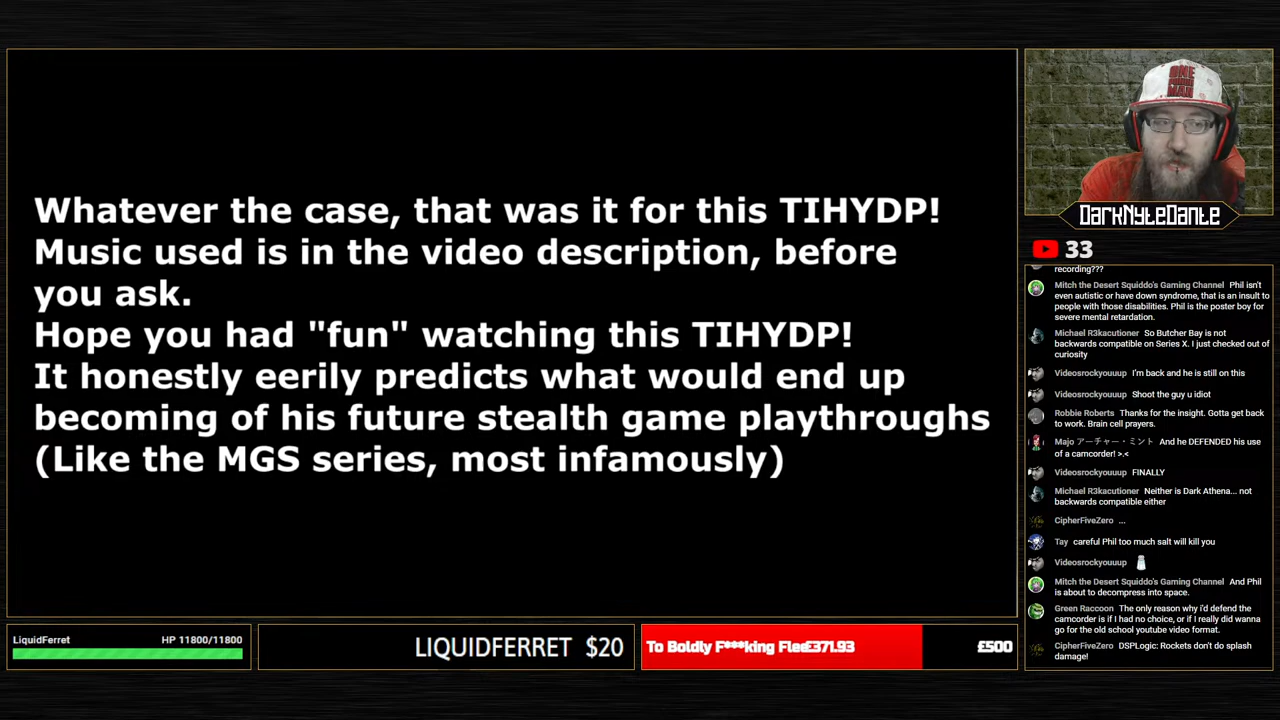 Whatever the case, that was it for this TIHYDP!
Music used is in the video description, before
you ask.
Hope you had "fun" watching this TIHYDP!
It honestly eerily predicts what would end up
becoming of his future stealth game playthroughs
(Like the MGS series, most infamously)
LiquidFerret HP 11800/11800
LIQUIDFERRET $20
To Boldly F***king Flee £371.93 £500
ONE
MAN
DarkNyteDante
33
recording???
Mitch the Desert Squiddo's Gaming Channel Phil isn't
even autistic or have down syndrome, that is an insult to
people with those disabilities. Phil is the poster boy for
severe mental retardation.
Michael R3kacutioner So Butcher Bay is not
backwards compatible on Series X. I just checked out of
curiosity
Videosrockyouuup I'm back and he is still on this
Videosrockyouuup Shoot the guy u idiot
Robbie Roberts Thanks for the insight. Gotta get back
to work. Brain cell prayers.
Majo アーチャー・ミント And he DEFENDED his use
of a camcorder! >.<
Videosrockyouuup FINALLY
Michael R3kacutioner Neither is Dark Athena... not
backwards compatible either
CipherFiveZero ...
Tay careful Phil too much salt will kill you
Videosrockyouuup
Mitch the Desert Squiddo's Gaming Channel And Phil
is about to decompress into space.
Green Raccoon The only reason why i'd defend the
camcorder is if I had no choice, or if I really did wanna
go for the old school youtube video format.
CipherFiveZero DSPLogic: Rockets don't do splash
damage!